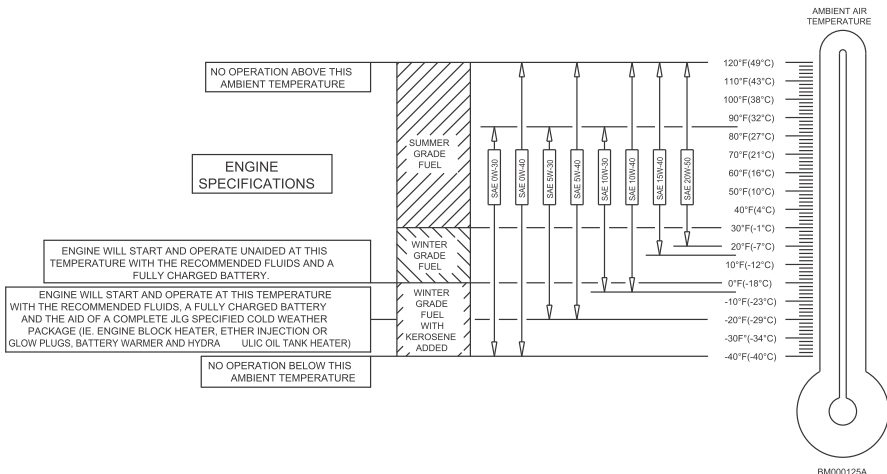 AMBIENT AIR
TEMPERATURE
NO OPERATION ABOVE THIS
AMBIENT TEMPERATURE
ENGINE
SPECIFICATIONS
ENGINE WILL START AND OPERATE UNAIDED AT THIS
TEMPERATURE WITH THE RECOMMENDED FLUIDS AND A
FULLY CHARGED BATTERY.
ENGINE WILL START AND OPERATE AT THIS TEMPERATURE
WITH THE RECOMMENDED FLUIDS, A FULLY CHARGED BATTERY
AND THE AID OF A COMPLETE JLG SPECIFIED COLD WEATHER
PACKAGE (IE. ENGINE BLOCK HEATER, ETHER INJECTION OR
GLOW PLUGS, BATTERY WARMER AND HYDRA ULIC OIL TANK HEATER)
NO OPERATION BELOW THIS
AMBIENT TEMPERATURE
SUMMER
GRADE
FUEL
WINTER
GRADE
FUEL
WINTER
GRADE
FUEL
WITH
KEROSENE
ADDED
SAE 0W-30
SAE 0W-40
SAE 5W-30
SAE 5W-40
SAE 10W-30
SAE 10W-40
SAE 15W-40
SAE 20W-50
120°F(49°C)
110°F(43°C)
100°F(38°C)
90°F(32°C)
80°F(27°C)
70°F(21°C)
60°F(16°C)
50°F(10°C)
40°F(4°C)
30°F(-1°C)
20°F(-7°C)
10°F(-12°C)
0°F(-18°C)
-10°F(-23°C)
-20°F(-29°C)
-30F°(-34°C)
-40°F(-40°C)
BM000125A